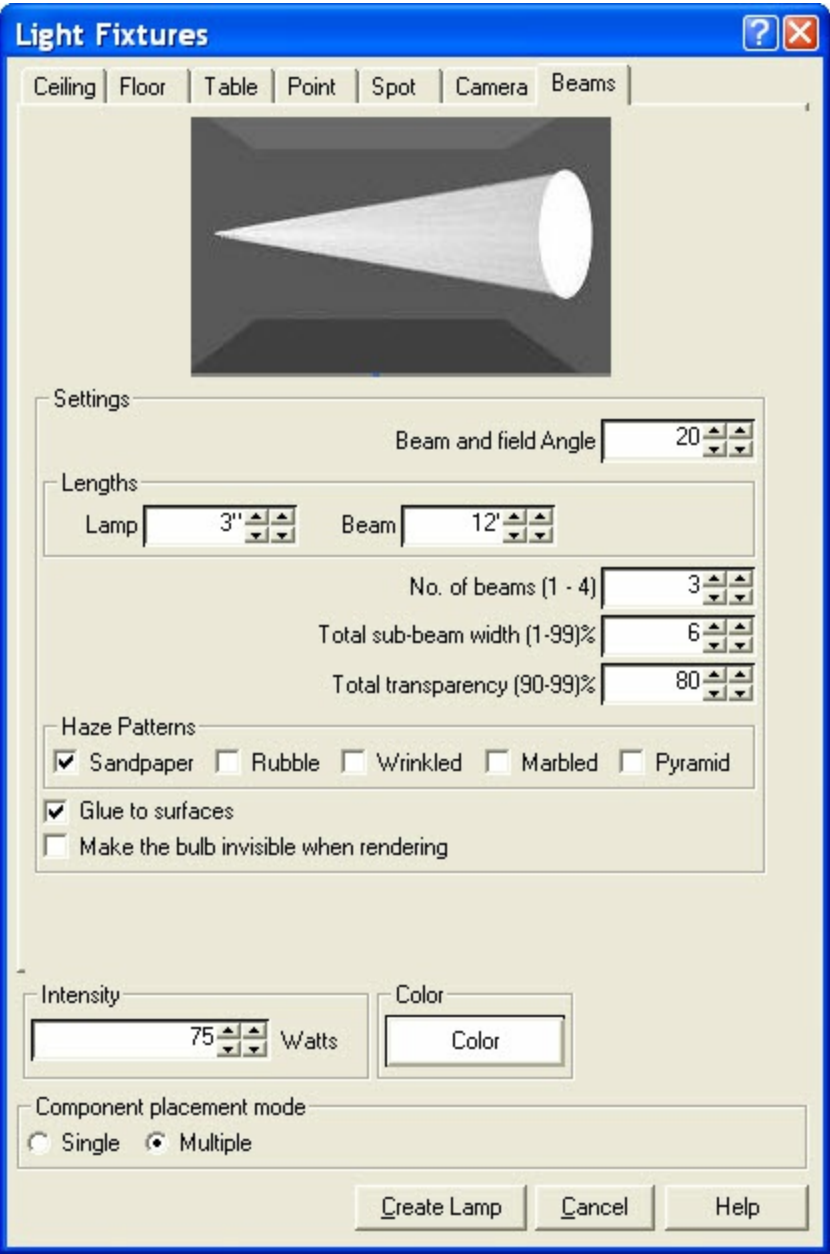 Light Fixtures
Ceiling Floor Table Point Spot Camera Beams
Settings
Beam and field Angle 20
Lengths
Lamp 3" Beam 12'
No. of beams (1 - 4) 3
Total sub-beam width (1-99)% 6
Total transparency (90-99)% 80
Haze Patterns
Sandpaper Rubble Wrinkled Marbled Pyramid
Glue to surfaces
Make the bulb invisible when rendering
Intensity Color
75 Watts Color
Component placement mode
Single Multiple
Create Lamp Cancel Help